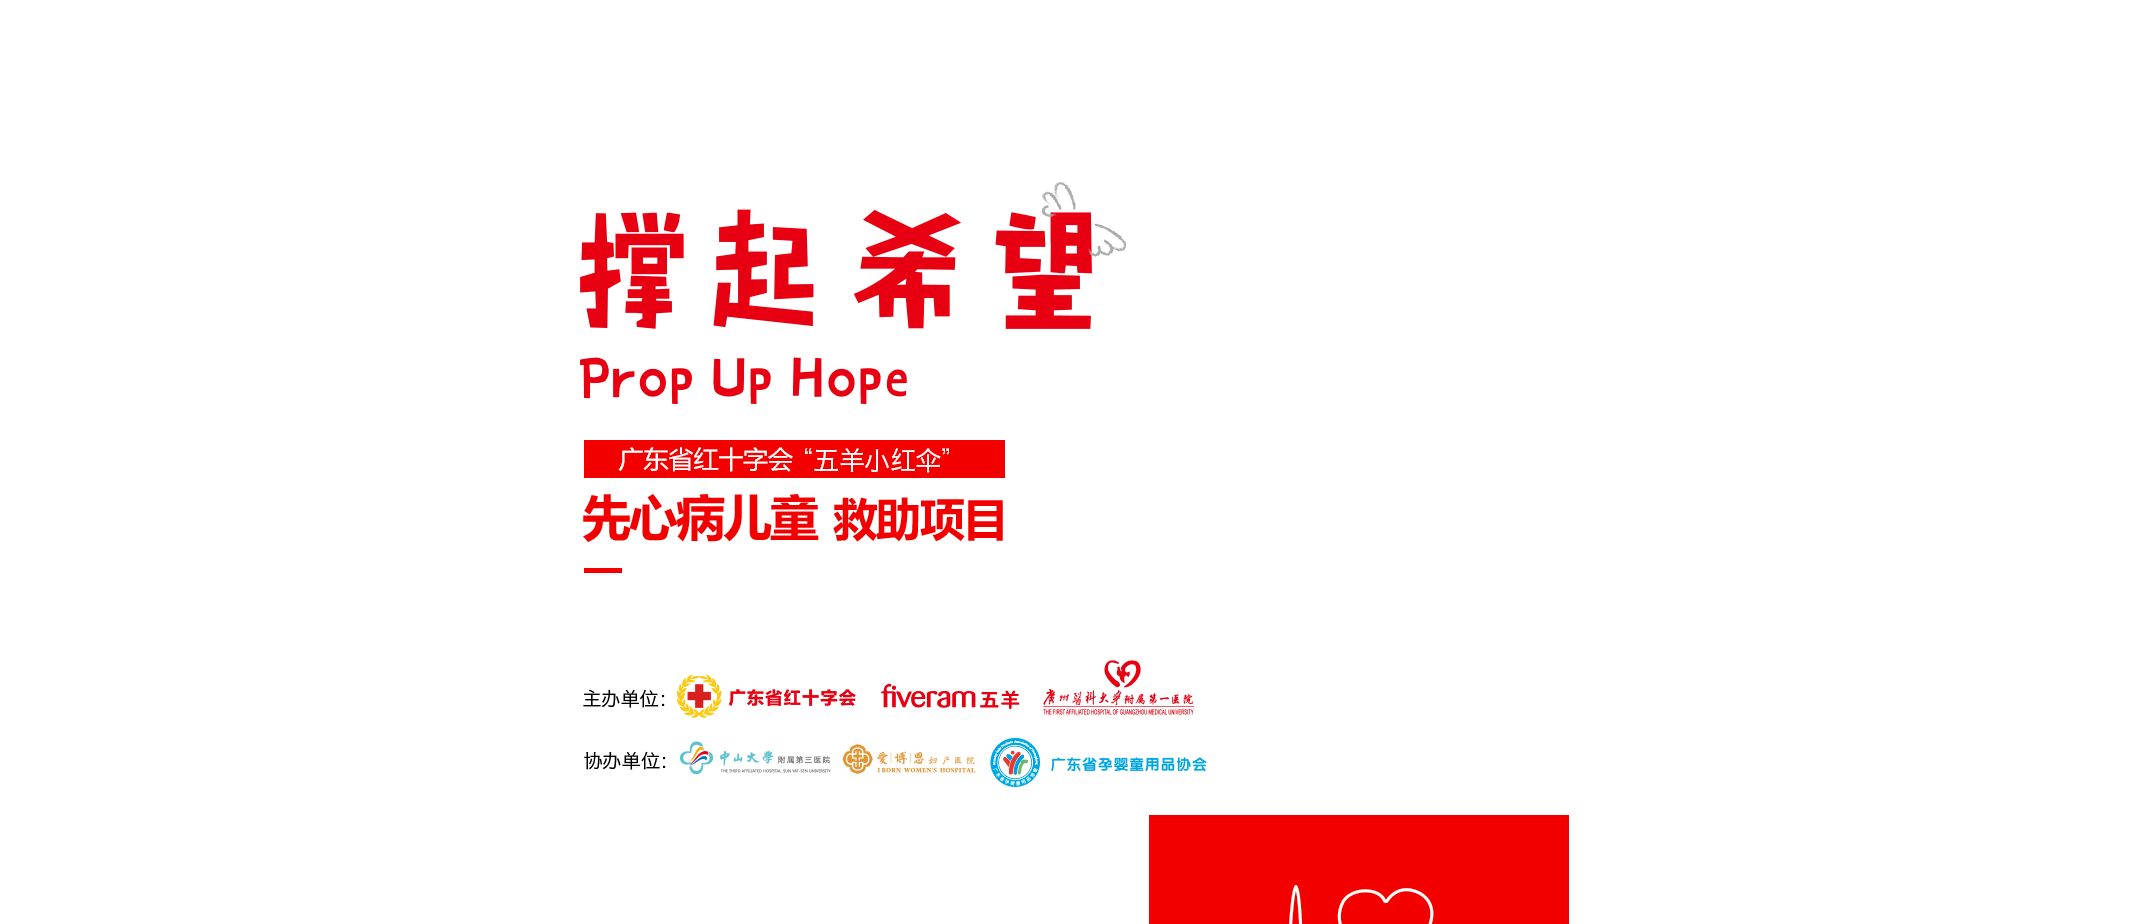 撑起希望
Prop Up Hope
广东省红十字会“五羊小红伞”
先心病儿童 救助项目
主办单位： 广东省红十字会 fiveram 五羊 广州医科大学附属第一医院
THE FIRST AFFILIATED HOSPITAL OF GUANGZHOU MEDICAL UNIVERSITY
协办单位： 中山大学 附属第三医院 爱博恩妇产医院 广东省孕婴童用品协会
THE THIRD AFFILIATED HOSPITAL SUN YAT-SEN UNIVERSITY IBORN WOMEN'S HOSPITAL